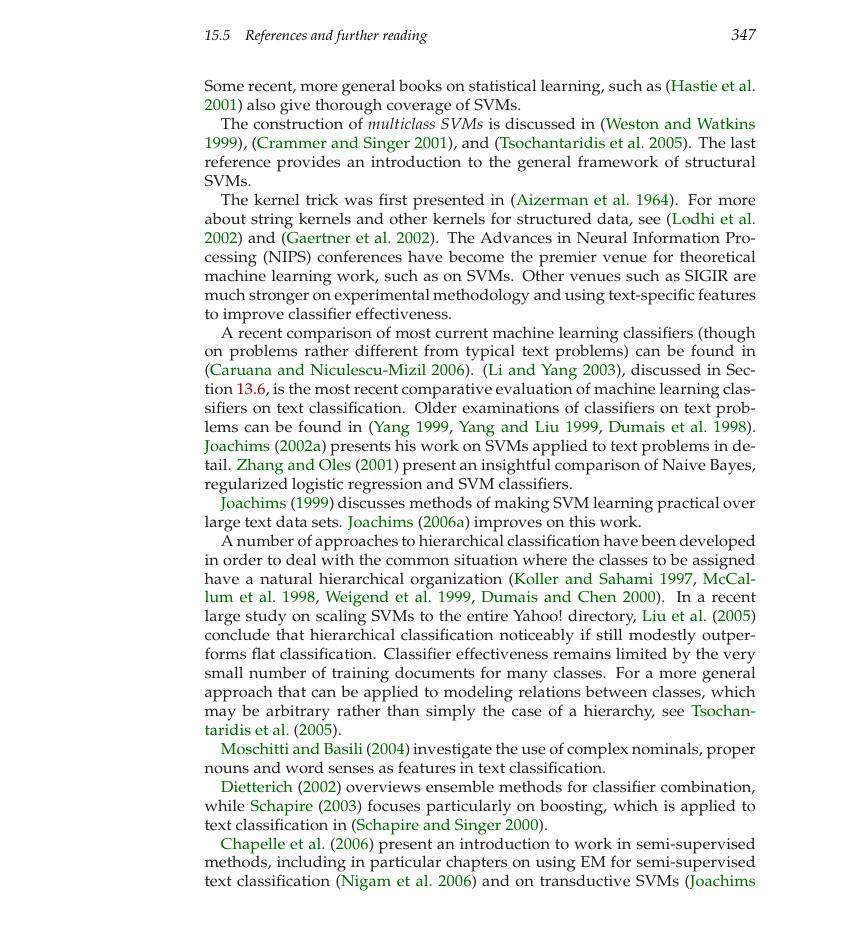 15.5 References and further reading 347
Some recent, more general books on statistical learning, such as (Hastie et al.
2001) also give thorough coverage of SVMs.
The construction of multiclass SVMs is discussed in (Weston and Watkins
1999), (Crammer and Singer 2001), and (Tsochantaridis et al. 2005). The last
reference provides an introduction to the general framework of structural
SVMs.
The kernel trick was first presented in (Aizerman et al. 1964). For more
about string kernels and other kernels for structured data, see (Lodhi et al.
2002) and (Gaertner et al. 2002). The Advances in Neural Information Pro-
cessing (NIPS) conferences have become the premier venue for theoretical
machine learning work, such as on SVMs. Other venues such as SIGIR are
much stronger on experimental methodology and using text-specific features
to improve classifier effectiveness.
A recent comparison of most current machine learning classifiers (though
on problems rather different from typical text problems) can be found in
(Caruana and Niculescu-Mizil 2006). (Li and Yang 2003), discussed in Sec-
tion 13.6, is the most recent comparative evaluation of machine learning clas-
sifiers on text classification. Older examinations of classifiers on text prob-
lems can be found in (Yang 1999, Yang and Liu 1999, Dumais et al. 1998).
Joachims (2002a) presents his work on SVMs applied to text problems in de-
tail. Zhang and Oles (2001) present an insightful comparison of Naive Bayes,
regularized logistic regression and SVM classifiers.
Joachims (1999) discusses methods of making SVM learning practical over
large text data sets. Joachims (2006a) improves on this work.
A number of approaches to hierarchical classification have been developed
in order to deal with the common situation where the classes to be assigned
have a natural hierarchical organization (Koller and Sahami 1997, McCal-
lum et al. 1998, Weigend et al. 1999, Dumais and Chen 2000). In a recent
large study on scaling SVMs to the entire Yahoo! directory, Liu et al. (2005)
conclude that hierarchical classification noticeably if still modestly outper-
forms flat classification. Classifier effectiveness remains limited by the very
small number of training documents for many classes. For a more general
approach that can be applied to modeling relations between classes, which
may be arbitrary rather than simply the case of a hierarchy, see Tsochan-
taridis et al. (2005).
Moschitti and Basili (2004) investigate the use of complex nominals, proper
nouns and word senses as features in text classification.
Dietterich (2002) overviews ensemble methods for classifier combination,
while Schapire (2003) focuses particularly on boosting, which is applied to
text classification in (Schapire and Singer 2000).
Chapelle et al. (2006) present an introduction to work in semi-supervised
methods, including in particular chapters on using EM for semi-supervised
text classification (Nigam et al. 2006) and on transductive SVMs (Joachims